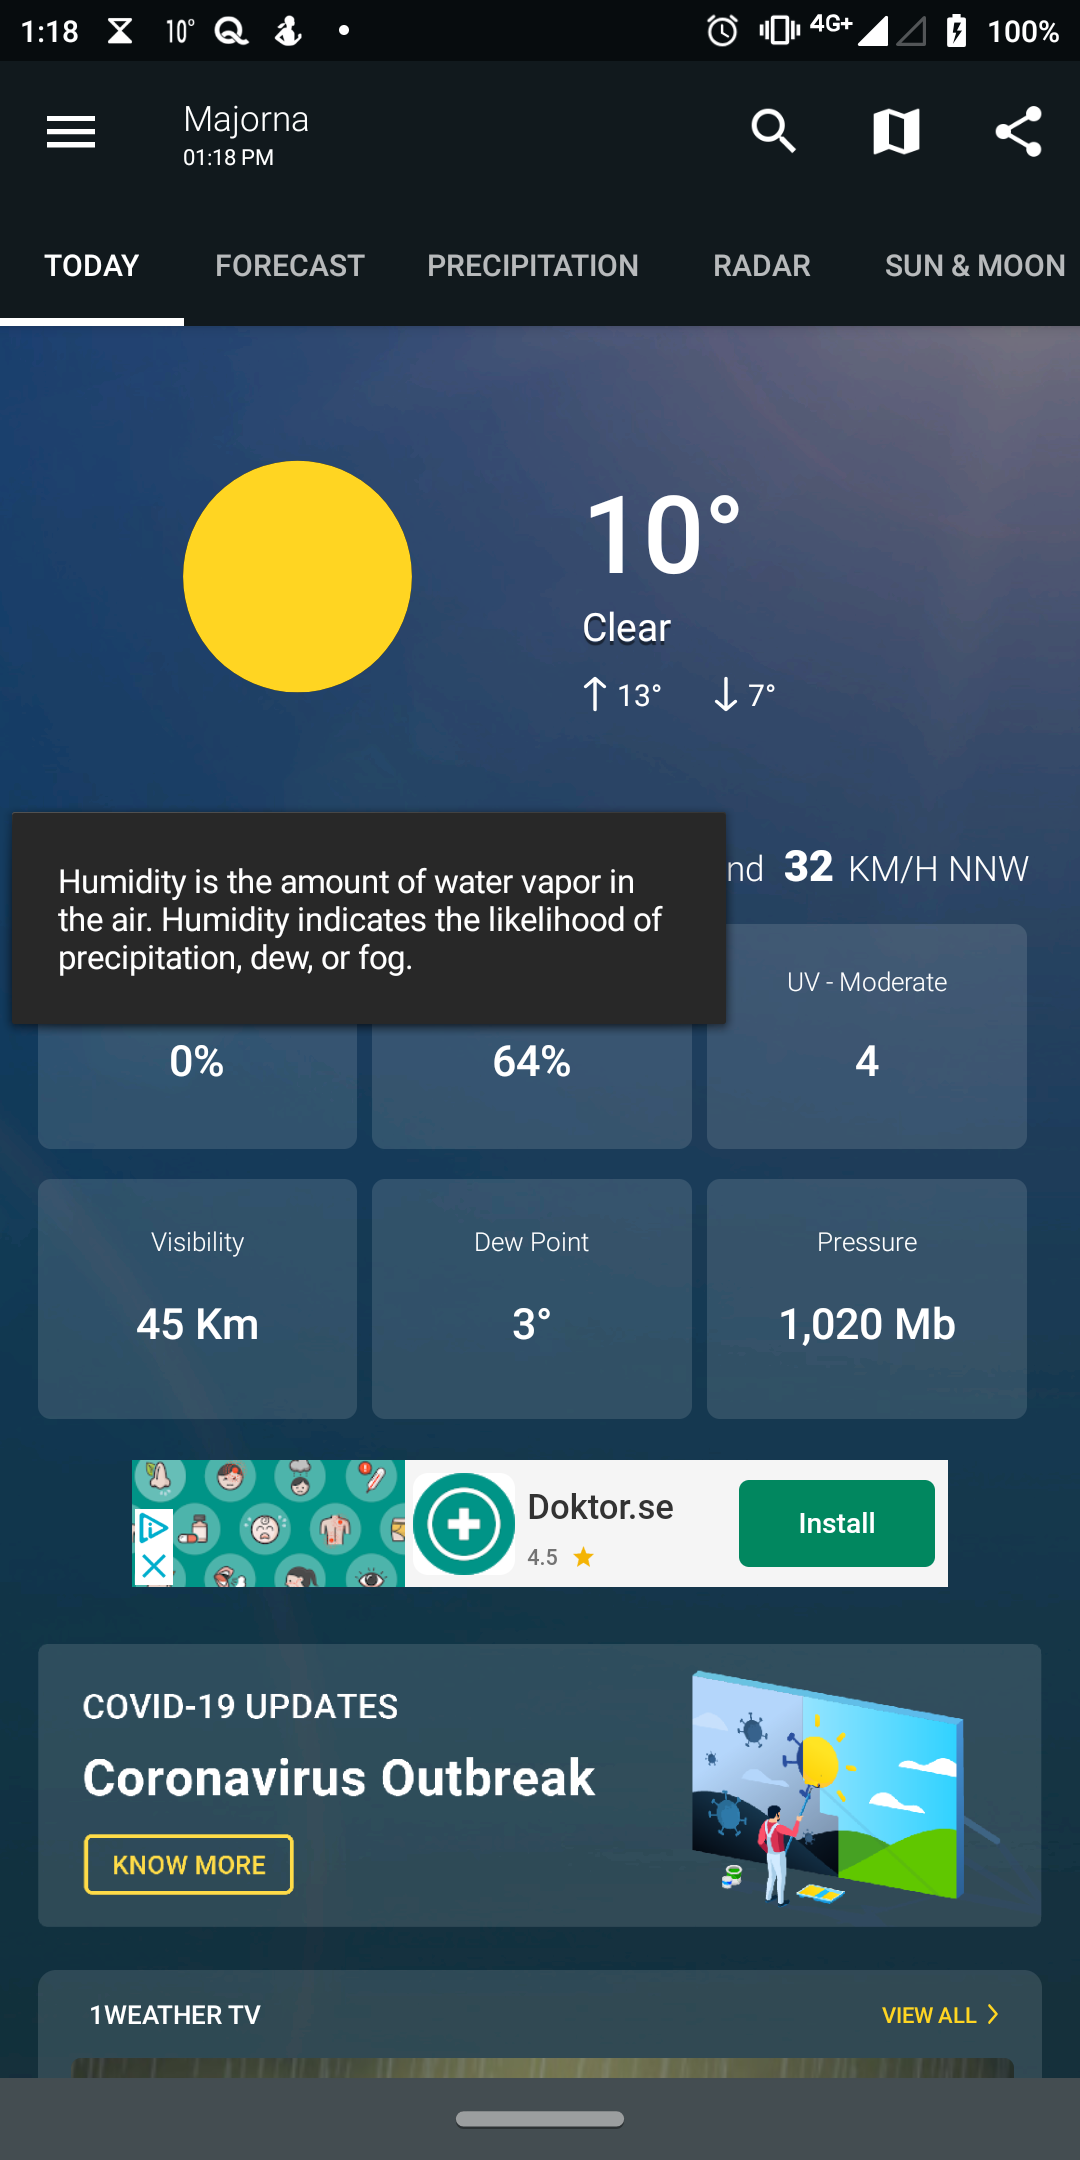 1:18 10° 4G+ 100%
Majorna
01:18 PM
TODAY FORECAST PRECIPITATION RADAR SUN & MOON
10°
Clear
↑ 13° ↓ 7°
nd 32 KM/H NNW
Humidity is the amount of water vapor in
the air. Humidity indicates the likelihood of
precipitation, dew, or fog.
UV - Moderate
0% 64% 4
Visibility Dew Point Pressure
45 Km 3° 1,020 Mb
Doktor.se
4.5 ★
Install
COVID-19 UPDATES
Coronavirus Outbreak
KNOW MORE
1WEATHER TV VIEW ALL >